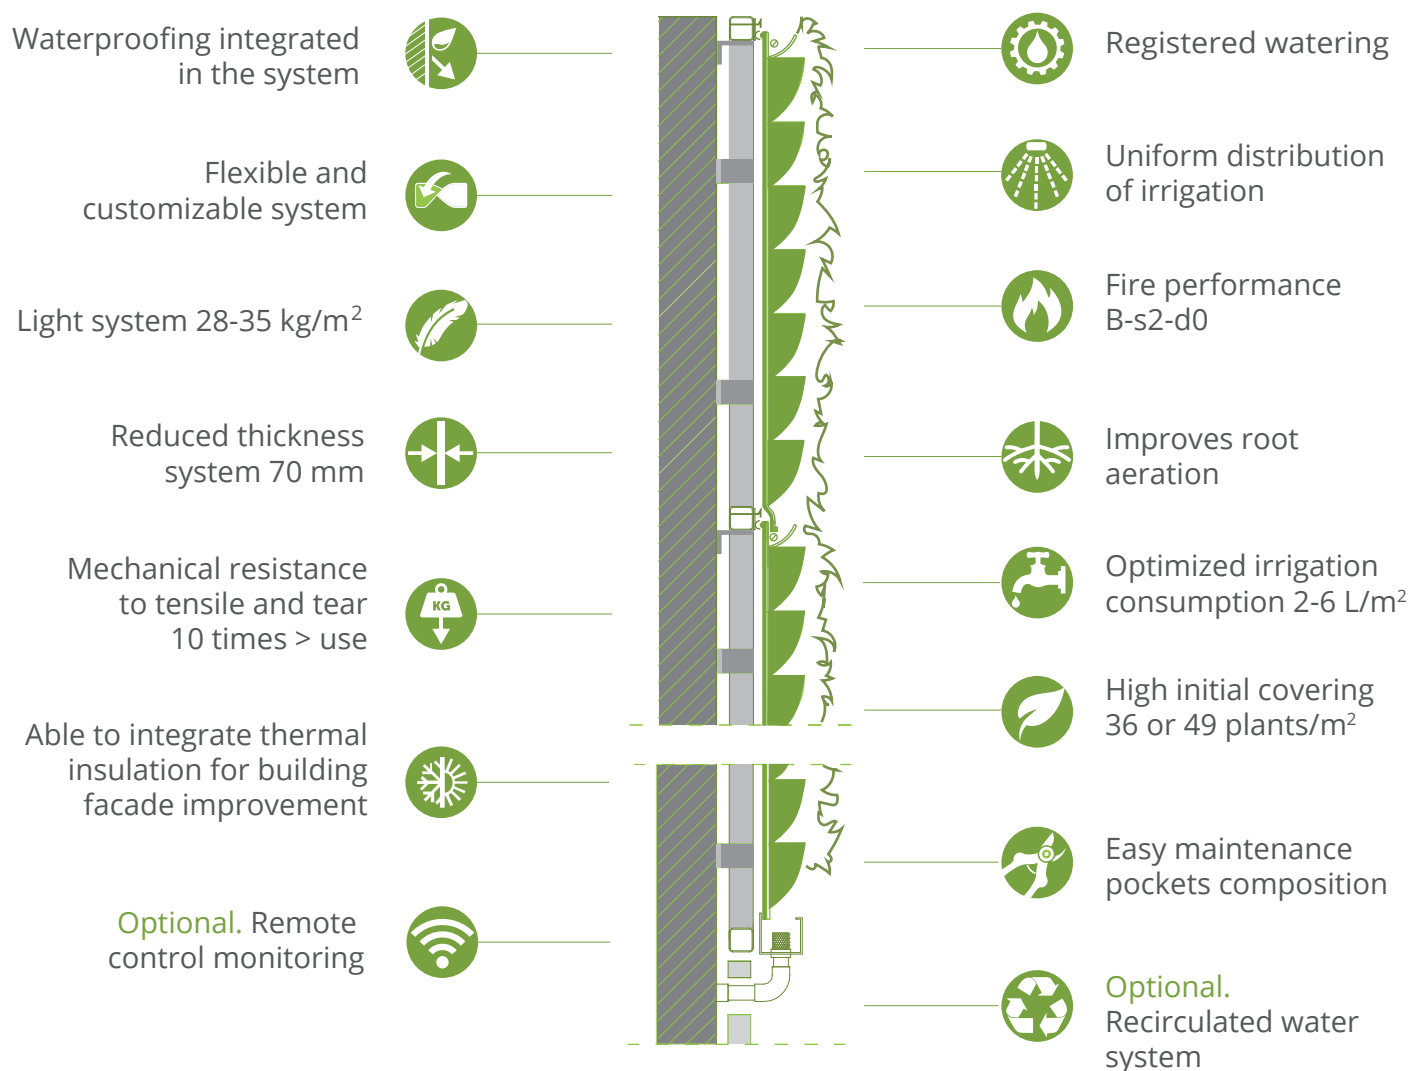 Waterproofing integrated
in the system
Flexible and
customizable system
Light system 28-35 kg/m²
Reduced thickness
system 70 mm
Mechanical resistance
to tensile and tear
10 times > use
KG
Able to integrate thermal
insulation for building
facade improvement
Optional. Remote
control monitoring
Registered watering
Uniform distribution
of irrigation
Fire performance
B-s2-d0
Improves root
aeration
Optimized irrigation
consumption 2-6 L/m²
High initial covering
36 or 49 plants/m²
Easy maintenance
pockets composition
Optional.
Recirculated water
system